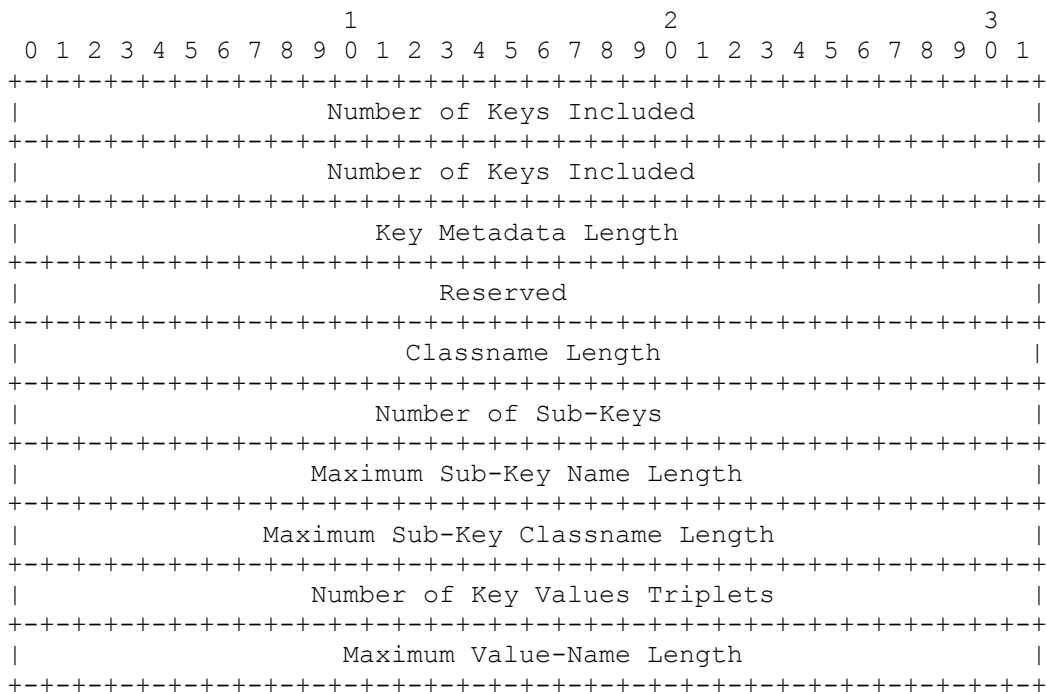 1                   2                   3
 0 1 2 3 4 5 6 7 8 9 0 1 2 3 4 5 6 7 8 9 0 1 2 3 4 5 6 7 8 9 0 1
+-+-+-+-+-+-+-+-+-+-+-+-+-+-+-+-+-+-+-+-+-+-+-+-+-+-+-+-+-+-+-+-+
|                   Number of Keys Included                     |
+-+-+-+-+-+-+-+-+-+-+-+-+-+-+-+-+-+-+-+-+-+-+-+-+-+-+-+-+-+-+-+-+
|                   Number of Keys Included                     |
+-+-+-+-+-+-+-+-+-+-+-+-+-+-+-+-+-+-+-+-+-+-+-+-+-+-+-+-+-+-+-+-+
|                      Key Metadata Length                      |
+-+-+-+-+-+-+-+-+-+-+-+-+-+-+-+-+-+-+-+-+-+-+-+-+-+-+-+-+-+-+-+-+
|                          Reserved                             |
+-+-+-+-+-+-+-+-+-+-+-+-+-+-+-+-+-+-+-+-+-+-+-+-+-+-+-+-+-+-+-+-+
|                        Classname Length                       |
+-+-+-+-+-+-+-+-+-+-+-+-+-+-+-+-+-+-+-+-+-+-+-+-+-+-+-+-+-+-+-+-+
|                      Number of Sub-Keys                       |
+-+-+-+-+-+-+-+-+-+-+-+-+-+-+-+-+-+-+-+-+-+-+-+-+-+-+-+-+-+-+-+-+
|                  Maximum Sub-Key Name Length                  |
+-+-+-+-+-+-+-+-+-+-+-+-+-+-+-+-+-+-+-+-+-+-+-+-+-+-+-+-+-+-+-+-+
|               Maximum Sub-Key Classname Length                |
+-+-+-+-+-+-+-+-+-+-+-+-+-+-+-+-+-+-+-+-+-+-+-+-+-+-+-+-+-+-+-+-+
|                  Number of Key Values Triplets                |
+-+-+-+-+-+-+-+-+-+-+-+-+-+-+-+-+-+-+-+-+-+-+-+-+-+-+-+-+-+-+-+-+
|                    Maximum Value-Name Length                  |
+-+-+-+-+-+-+-+-+-+-+-+-+-+-+-+-+-+-+-+-+-+-+-+-+-+-+-+-+-+-+-+-+